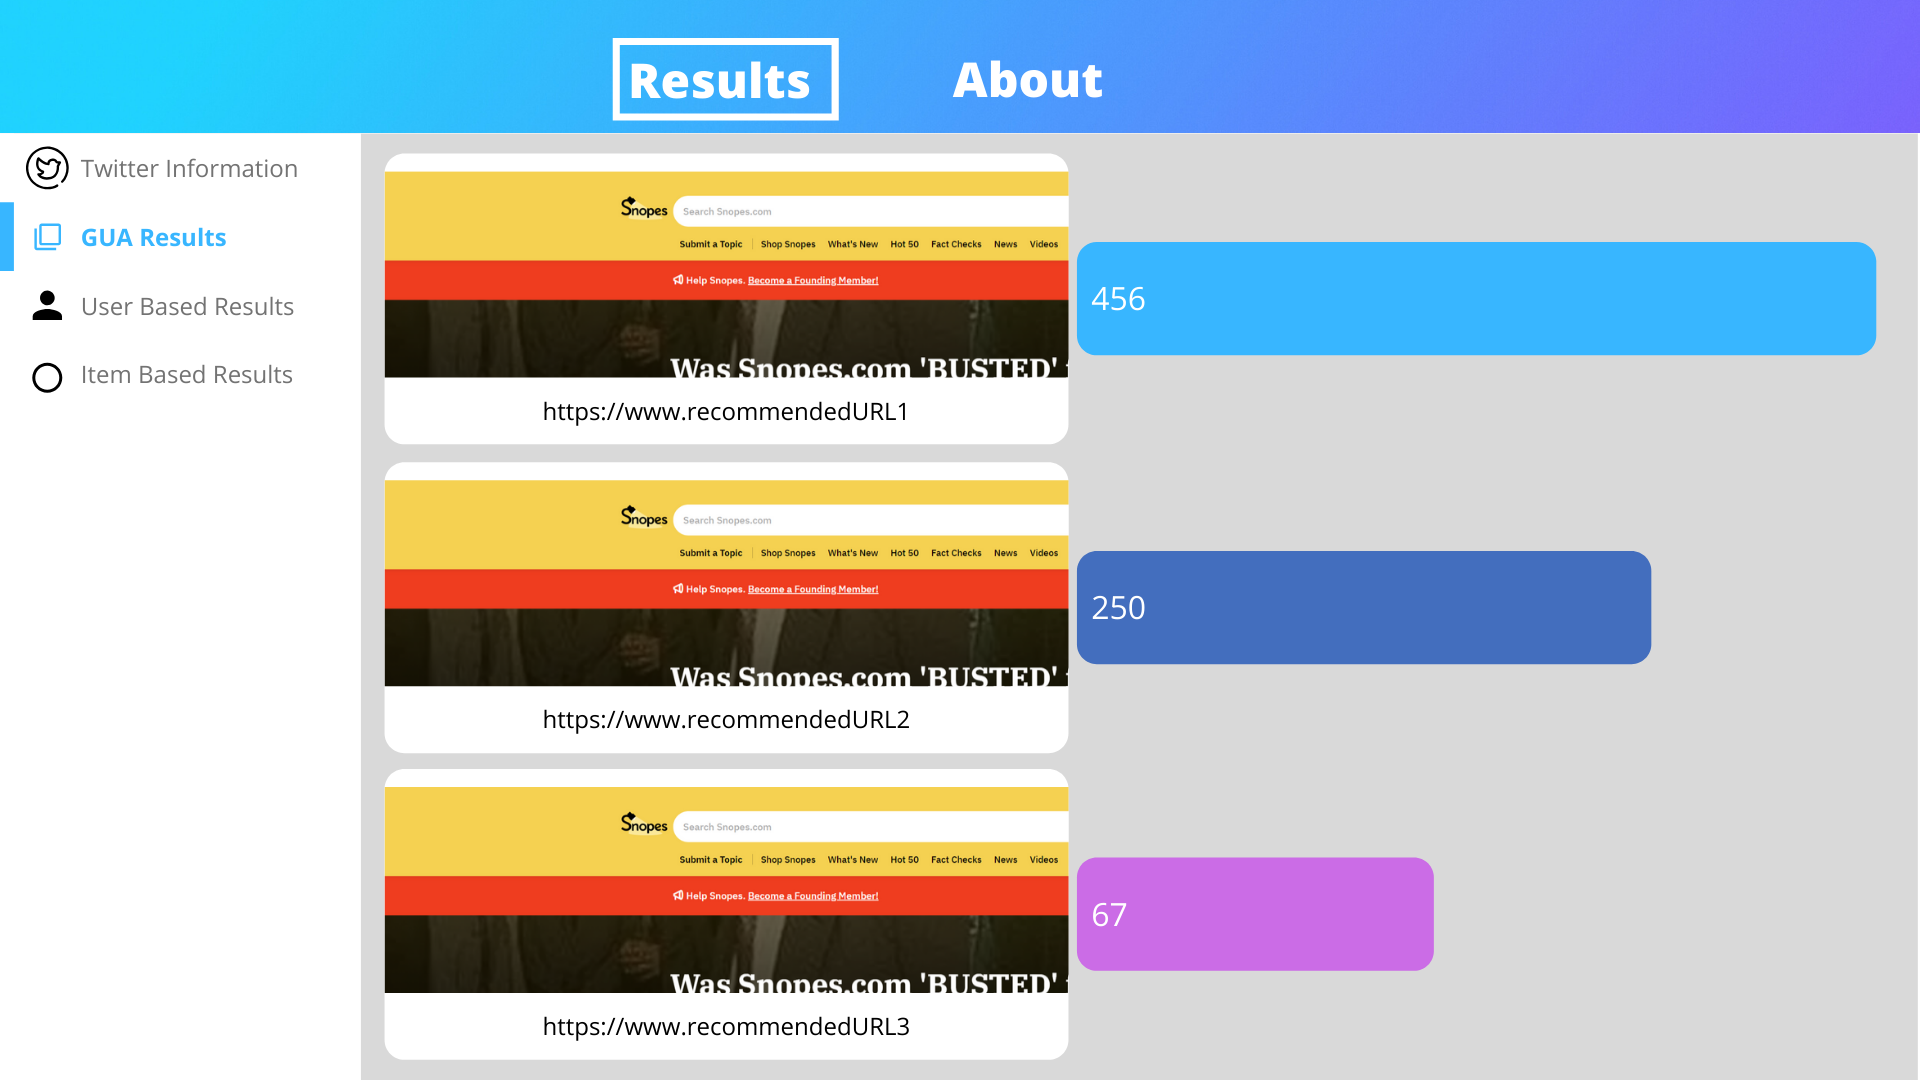 Results
About
Twitter Information
GUA Results
User Based Results
Item Based Results
Snopes
Search Snopes.com
Submit a Topic
Shop Snopes
What's New
Hot 50
Fact Checks
News
Videos
Help Snopes. Become a Founding Member!
Was Snopes.com 'BUSTED'
https://www.recommendedURL1
456
Snopes
Search Snopes.com
Submit a Topic
Shop Snopes
What's New
Hot 50
Fact Checks
News
Videos
Help Snopes. Become a Founding Member!
Was Snopes.com 'BUSTED'
https://www.recommendedURL2
250
Snopes
Search Snopes.com
Submit a Topic
Shop Snopes
What's New
Hot 50
Fact Checks
News
Videos
Help Snopes. Become a Founding Member!
Was Snopes.com 'BUSTED'
https://www.recommendedURL3
67